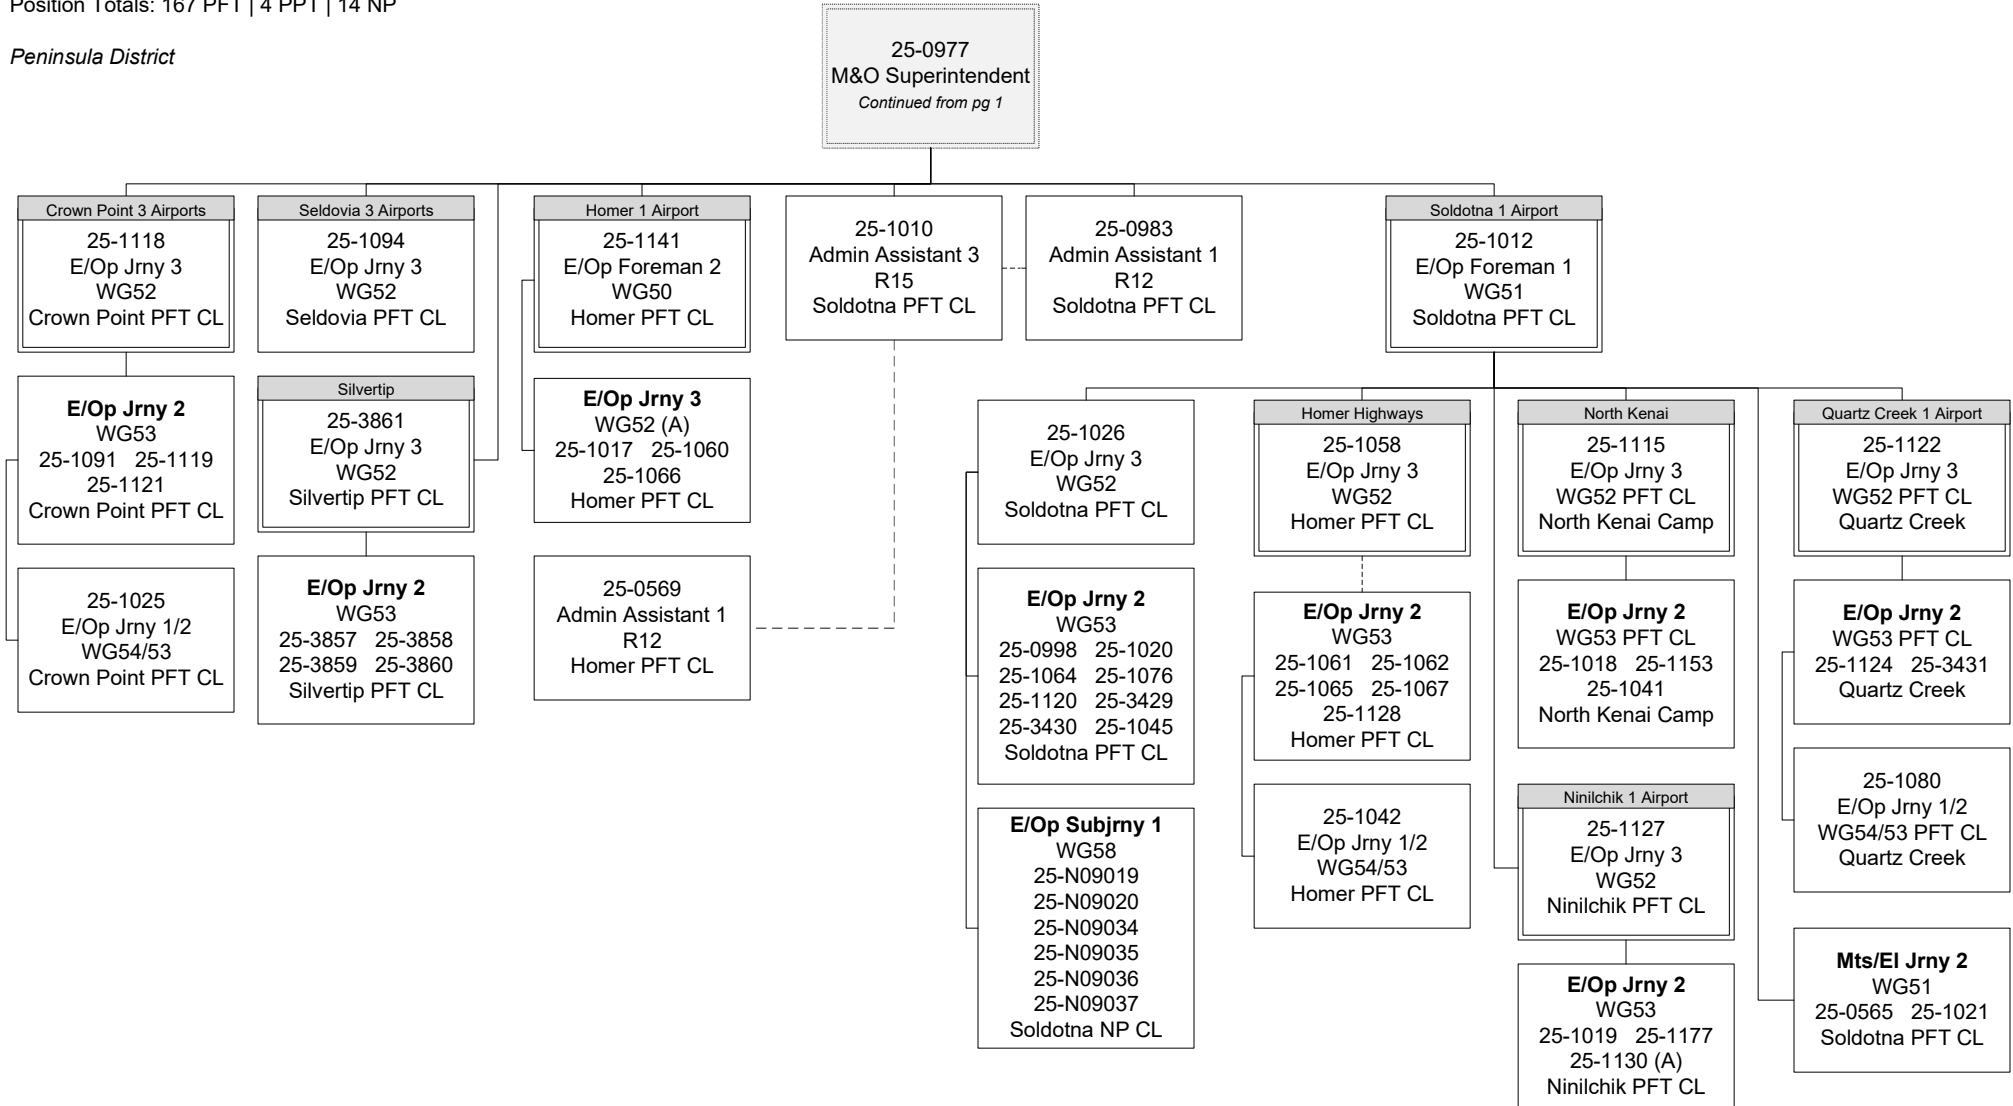 Position Totals: 167 PFT | 4 PPT | 14 NP
Peninsula District
25-0977
M&O Superintendent
Continued from pg 1
Crown Point 3 Airports
25-1118
E/Op Jrny 3
WG52
Crown Point PFT CL
E/Op Jrny 2
WG53
25-1091 25-1119
25-1121
Crown Point PFT CL
25-1025
E/Op Jrny 1/2
WG54/53
Crown Point PFT CL
Seldovia 3 Airports
25-1094
E/Op Jrny 3
WG52
Seldovia PFT CL
Silvertip
25-3861
E/Op Jrny 3
WG52
Silvertip PFT CL
E/Op Jrny 2
WG53
25-3857 25-3858
25-3859 25-3860
Silvertip PFT CL
Homer 1 Airport
25-1141
E/Op Foreman 2
WG50
Homer PFT CL
E/Op Jrny 3
WG52 (A)
25-1017 25-1060
25-1066
Homer PFT CL
25-0569
Admin Assistant 1
R12
Homer PFT CL
25-1010
Admin Assistant 3
R15
Soldotna PFT CL
25-0983
Admin Assistant 1
R12
Soldotna PFT CL
Soldotna 1 Airport
25-1012
E/Op Foreman 1
WG51
Soldotna PFT CL
25-1026
E/Op Jrny 3
WG52
Soldotna PFT CL
E/Op Jrny 2
WG53
25-0998 25-1020
25-1064 25-1076
25-1120 25-3429
25-3430 25-1045
Soldotna PFT CL
E/Op Subjrny 1
WG58
25-N09019
25-N09020
25-N09034
25-N09035
25-N09036
25-N09037
Soldotna NP CL
Homer Highways
25-1058
E/Op Jrny 3
WG52
Homer PFT CL
E/Op Jrny 2
WG53
25-1061 25-1062
25-1065 25-1067
25-1128
Homer PFT CL
25-1042
E/Op Jrny 1/2
WG54/53
Homer PFT CL
North Kenai
25-1115
E/Op Jrny 3
WG52 PFT CL
North Kenai Camp
E/Op Jrny 2
WG53 PFT CL
25-1018 25-1153
25-1041
North Kenai Camp
Ninilchik 1 Airport
25-1127
E/Op Jrny 3
WG52
Ninilchik PFT CL
E/Op Jrny 2
WG53
25-1019 25-1177
25-1130 (A)
Ninilchik PFT CL
Quartz Creek 1 Airport
25-1122
E/Op Jrny 3
WG52 PFT CL
Quartz Creek
E/Op Jrny 2
WG53 PFT CL
25-1124 25-3431
Quartz Creek
25-1080
E/Op Jrny 1/2
WG54/53 PFT CL
Quartz Creek
Mts/El Jrny 2
WG51
25-0565 25-1021
Soldotna PFT CL